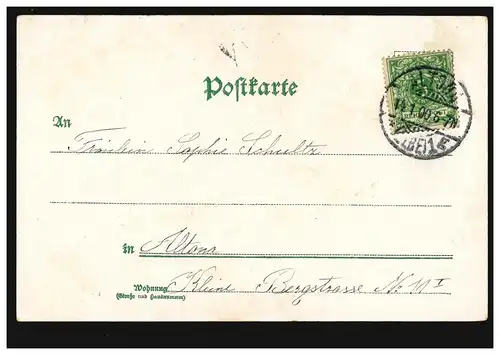 Postkarte
An
Fräulein Sophie Schultz
in Altona
Wohnung Kleine Bergstrasse No 11 I
(Straße und Hausnummer)